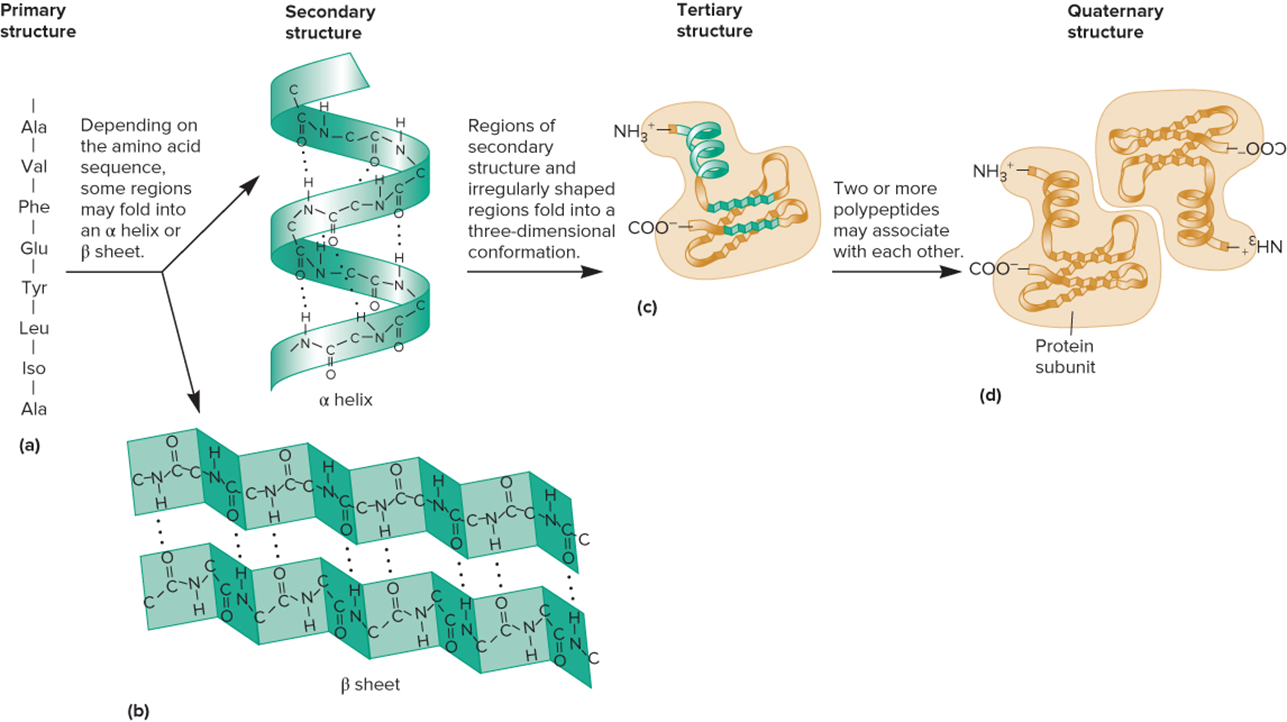 Primary
structure
Secondary
structure
Tertiary
structure
Quaternary
structure
Ala
Val
Phe
Glu
Tyr
Leu
Iso
Ala
(a)
Depending on
the amino acid
sequence,
some regions
may fold into
an α helix or
β sheet.
C
H
C
N
C
C
H
N
O
O
C
H
H
N
C
C
N
C
O
O
C
H
H
C
N
C
C
N
O
O
C
H
H
N
C
C
N
C
O
O
α helix
Regions of
secondary
structure and
irregularly shaped
regions fold into a
three-dimensional
conformation.
NH₃⁺
COO⁻
(c)
Two or more
polypeptides
may associate
with each other.
NH₃⁺
COO⁻
COO⁻
NH₃⁺
Protein
subunit
(d)
O H O H O H O H
C N C C N C C N C C N C C N C C N C C N C C N C
H O H O H O H O
O H O H O H O H
C C N C C N C C N C C N C C N C C N C C N C C N C
H O H O H O H O
β sheet
(b)